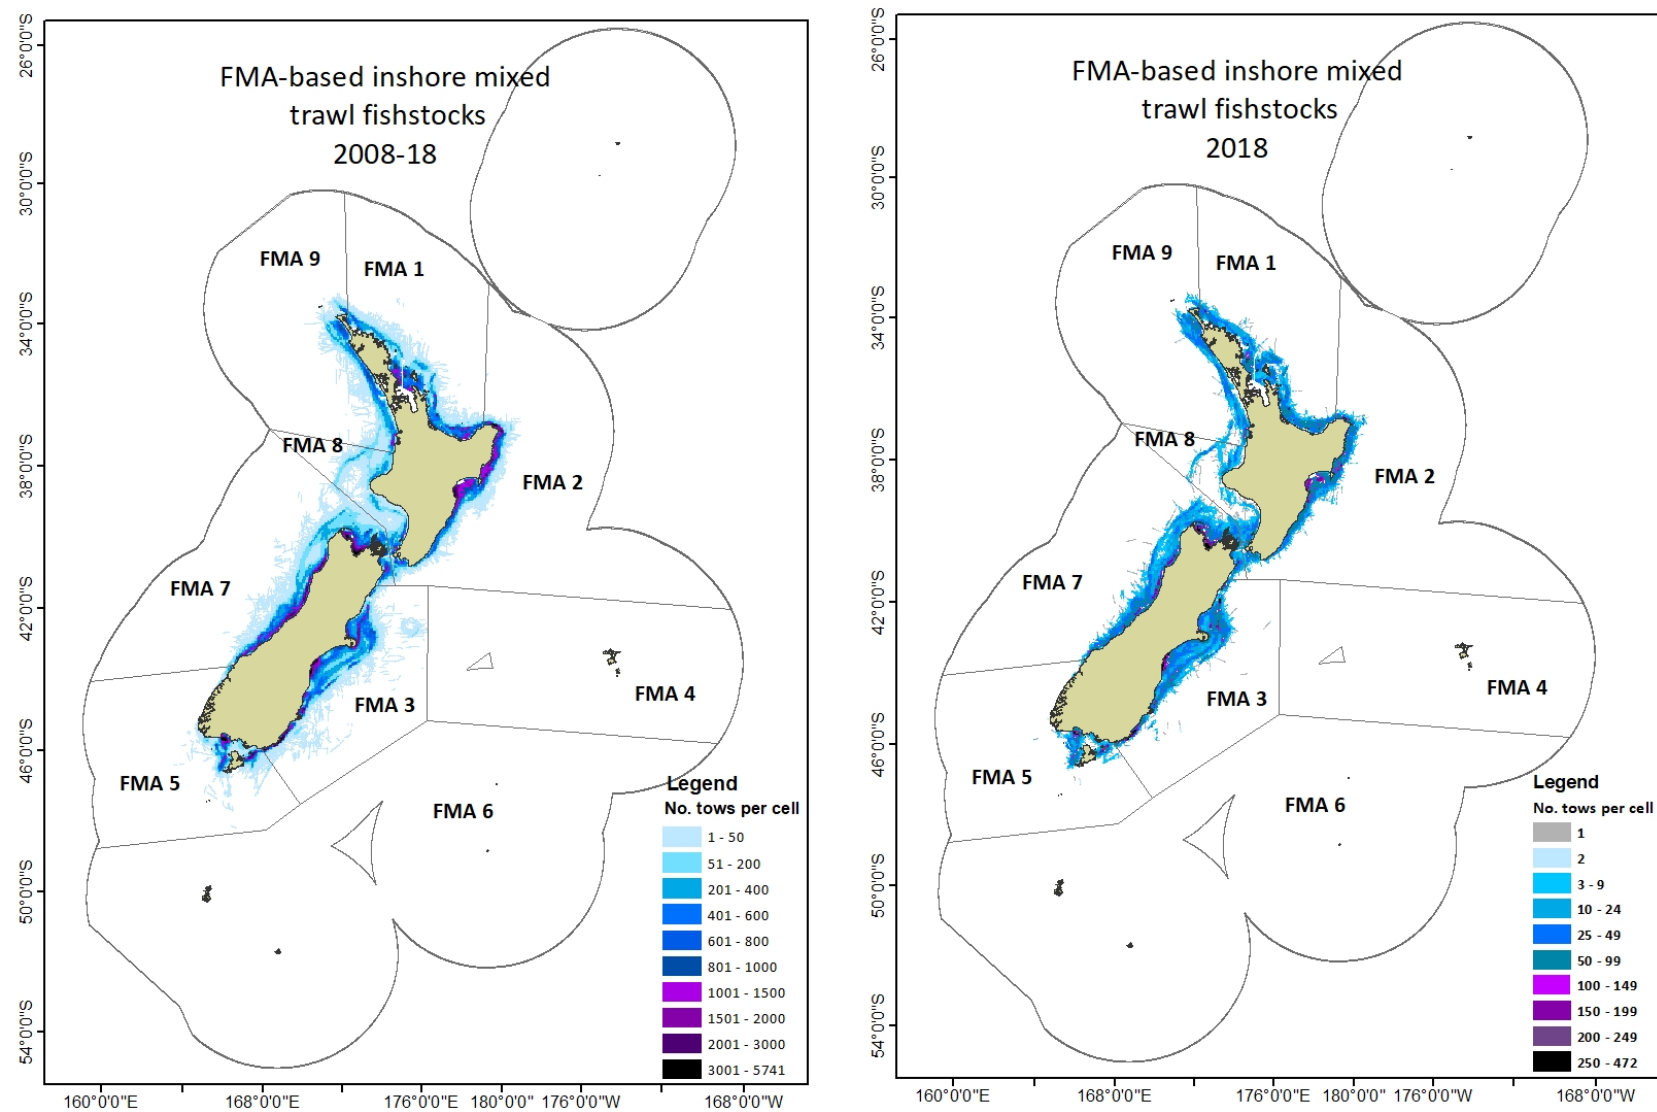 FMA-based inshore mixed
trawl fishstocks
2008-18
26°0'0"S
30°0'0"S
34°0'0"S
38°0'0"S
42°0'0"S
46°0'0"S
50°0'0"S
54°0'0"S
FMA 9
FMA 1
FMA 8
FMA 2
FMA 7
FMA 3
FMA 4
FMA 5
FMA 6
Legend
No. tows per cell
1 - 50
51 - 200
201 - 400
401 - 600
601 - 800
801 - 1000
1001 - 1500
1501 - 2000
2001 - 3000
3001 - 5741
160°0'0"E 168°0'0"E 176°0'0"E 180°0'0" 176°0'0"W 168°0'0"W
FMA-based inshore mixed
trawl fishstocks
2018
26°0'0"S
30°0'0"S
34°0'0"S
38°0'0"S
42°0'0"S
46°0'0"S
50°0'0"S
54°0'0"S
FMA 9
FMA 1
FMA 8
FMA 2
FMA 7
FMA 3
FMA 4
FMA 5
FMA 6
Legend
No. tows per cell
1
2
3 - 9
10 - 24
25 - 49
50 - 99
100 - 149
150 - 199
200 - 249
250 - 472
160°0'0"E 168°0'0"E 176°0'0"E 180°0'0" 176°0'0"W 168°0'0"W